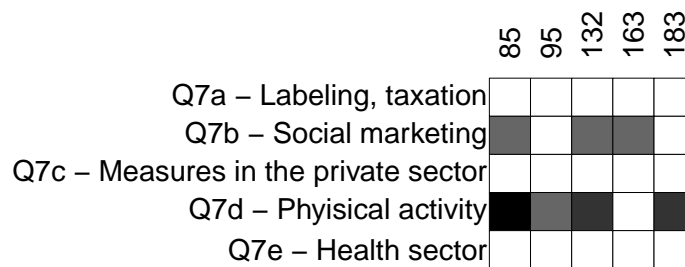 85 95 132 163 183
Q7a – Labeling, taxation
Q7b – Social marketing
Q7c – Measures in the private sector
Q7d – Phyisical activity
Q7e – Health sector